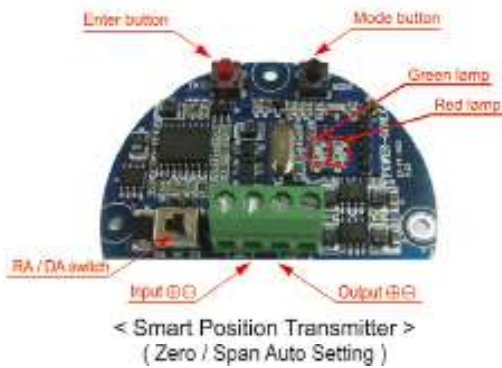 Enter button
Mode button
Green lamp
Red lamp
RA / DA switch
Input ⊕⊖
Output ⊕⊖
< Smart Position Transmitter >
( Zero / Span Auto Setting )